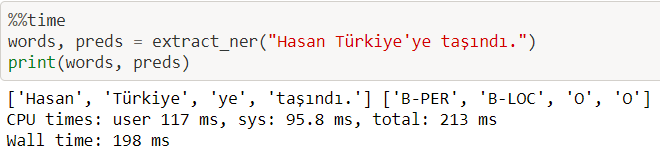 %%time
words, preds = extract_ner("Hasan Türkiye'ye taşındı.")
print(words, preds)
['Hasan', 'Türkiye', 'ye', 'taşındı.'] ['B-PER', 'B-LOC', 'O', 'O']
CPU times: user 117 ms, sys: 95.8 ms, total: 213 ms
Wall time: 198 ms